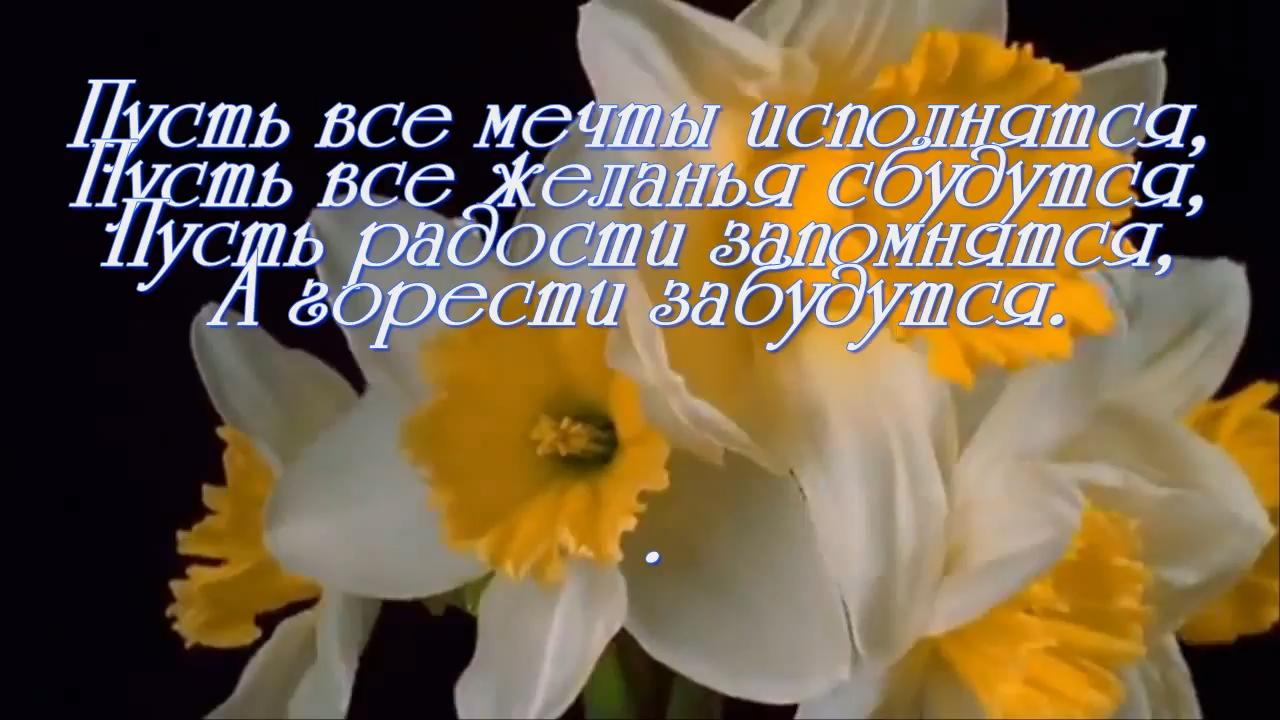 Пусть все мечты исполнятся,
Пусть все желанья сбудутся,
Пусть радости запомнятся,
А горести забудутся.
.